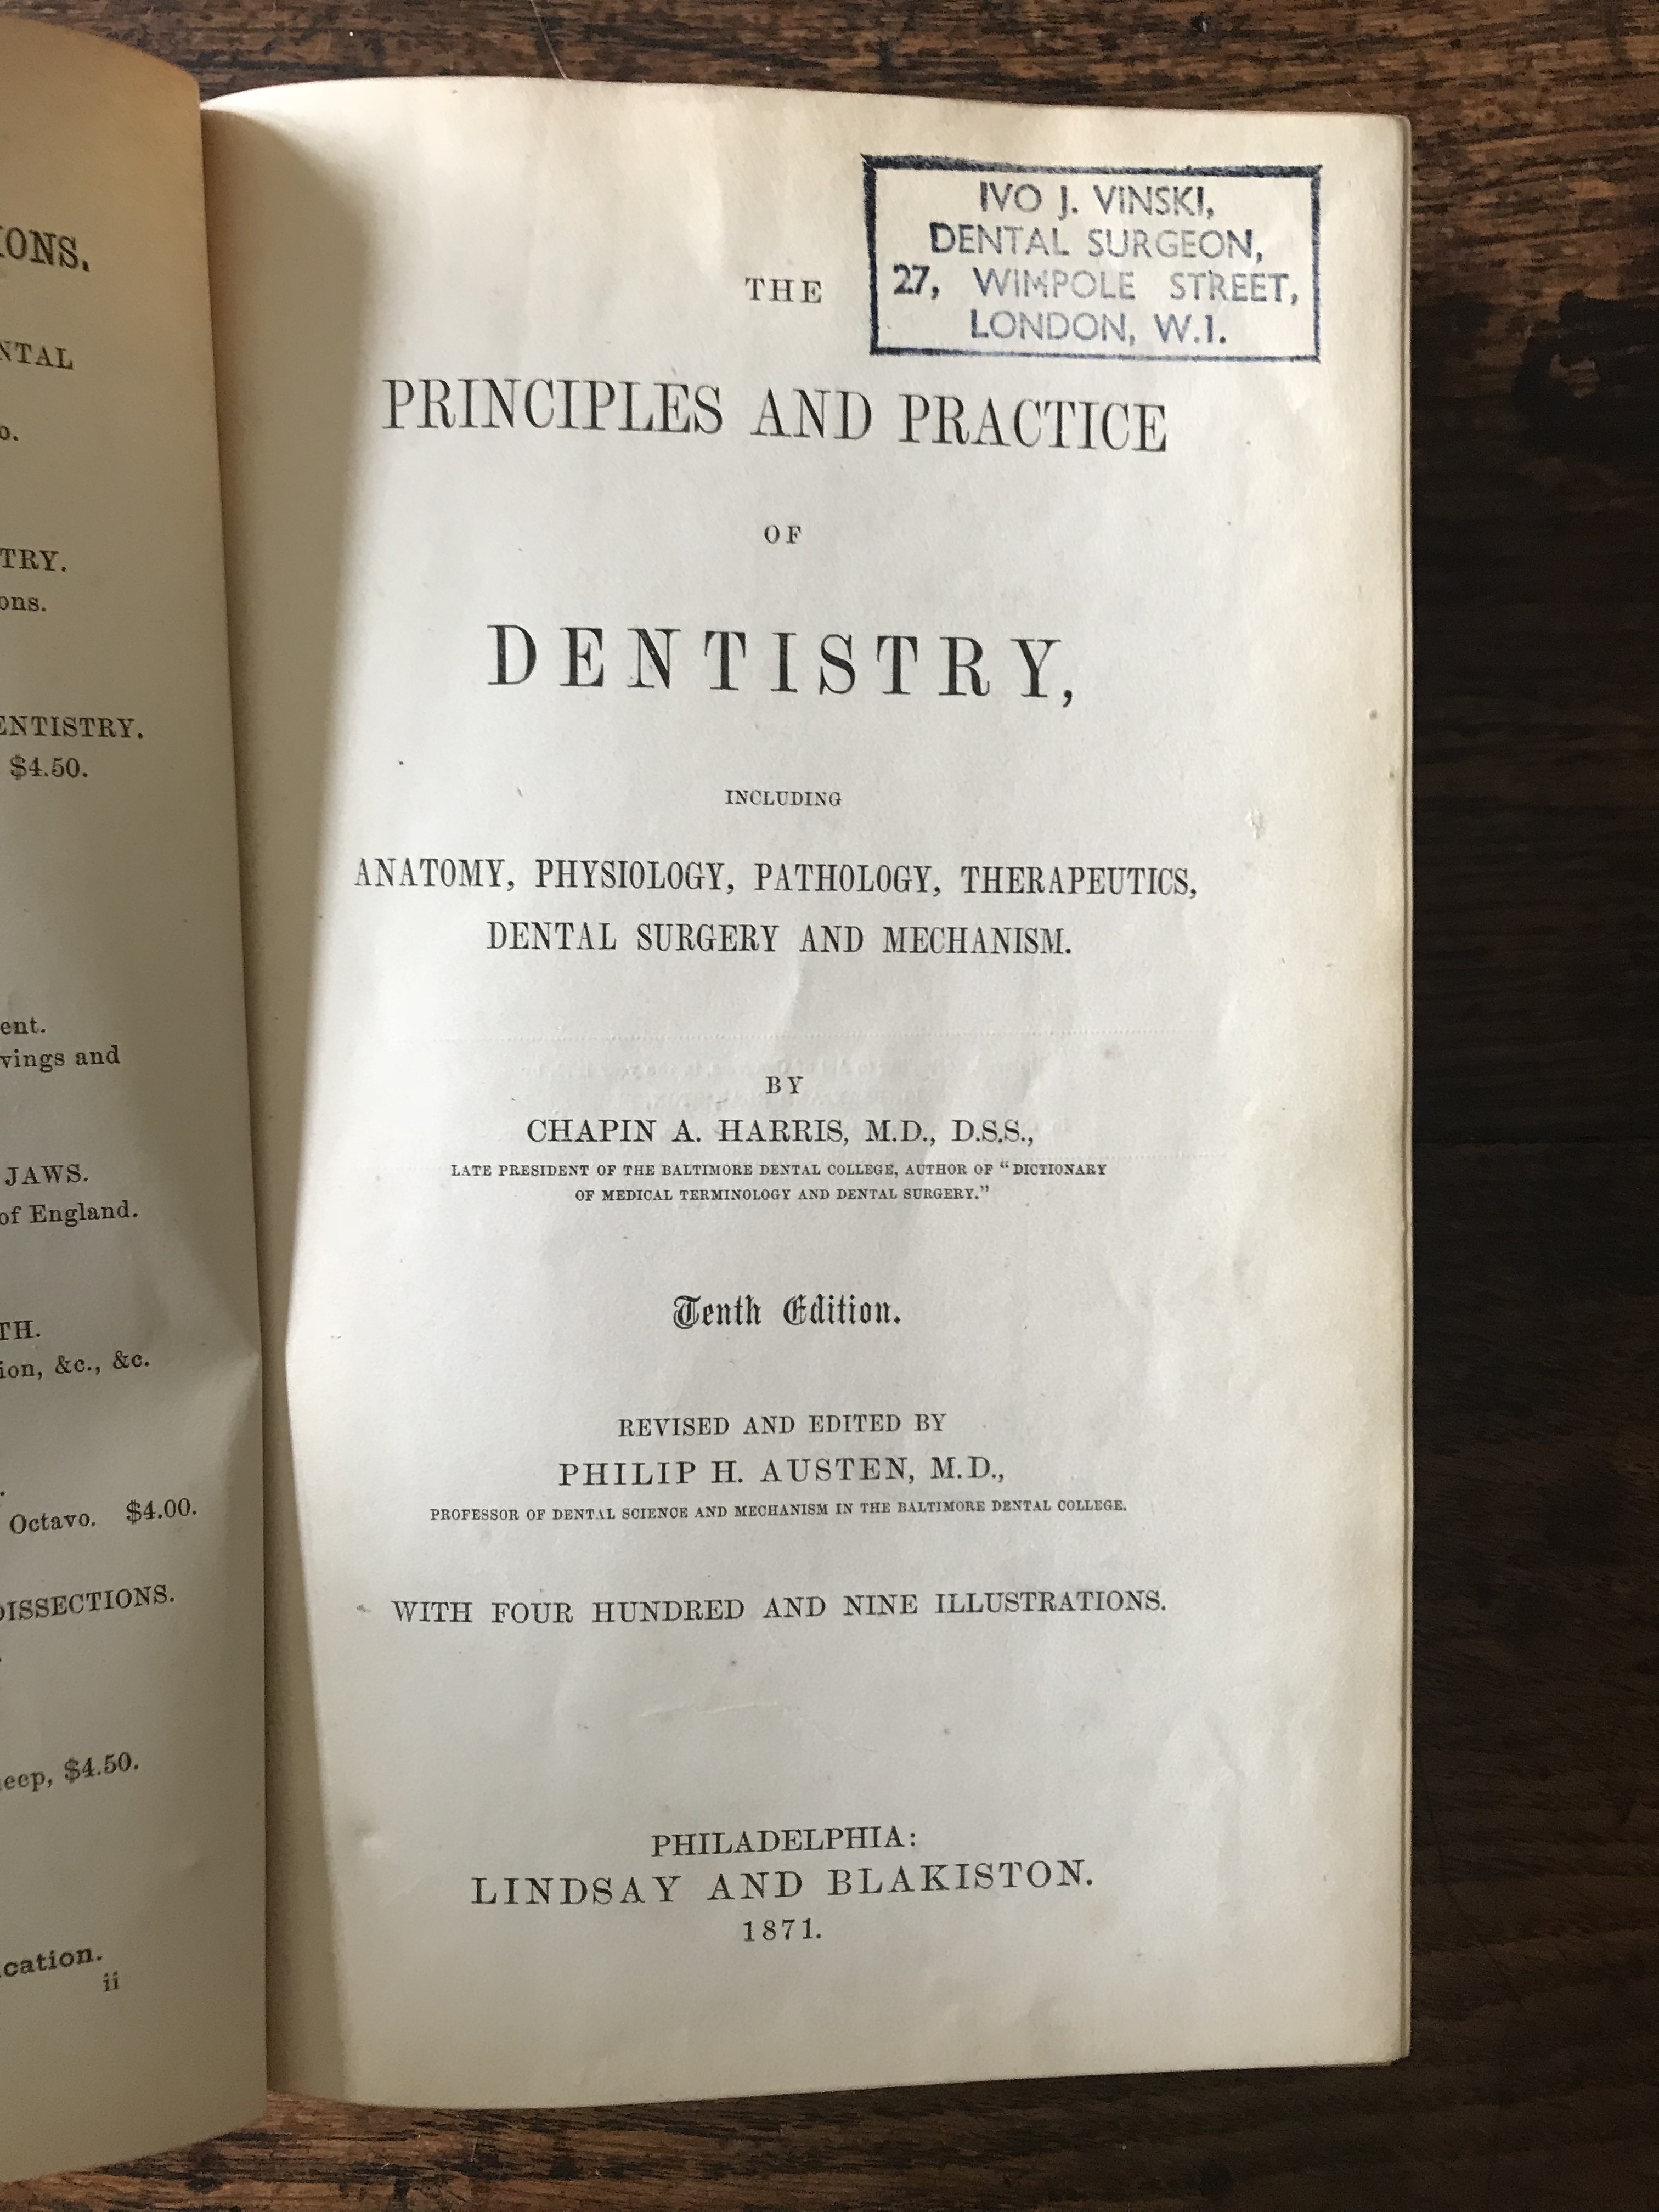 IONS.
NTAL
o.
TRY.
ons.
ENTISTRY.
$4.50.
ent.
vings and
JAWS.
of England.
TH.
ion, &c., &c.
Octavo. $4.00.
DISSECTIONS.
eep, $4.50.
cation.
ii
IVO J. VINSKI,
DENTAL SURGEON,
27, WIMPOLE STREET,
LONDON, W.1.
THE
PRINCIPLES AND PRACTICE
OF
DENTISTRY,
INCLUDING
ANATOMY, PHYSIOLOGY, PATHOLOGY, THERAPEUTICS,
DENTAL SURGERY AND MECHANISM.
BY
CHAPIN A. HARRIS, M.D., D.S.S.,
LATE PRESIDENT OF THE BALTIMORE DENTAL COLLEGE, AUTHOR OF "DICTIONARY
OF MEDICAL TERMINOLOGY AND DENTAL SURGERY."
Tenth Edition.
REVISED AND EDITED BY
PHILIP H. AUSTEN, M.D.,
PROFESSOR OF DENTAL SCIENCE AND MECHANISM IN THE BALTIMORE DENTAL COLLEGE.
WITH FOUR HUNDRED AND NINE ILLUSTRATIONS.
PHILADELPHIA:
LINDSAY AND BLAKISTON.
1871.